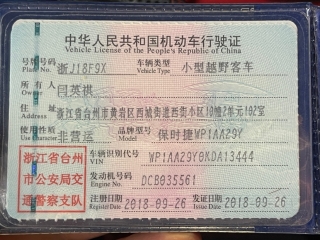 中华人民共和国机动车行驶证
Vehicle License of the People's Republic of China
号牌号码 浙J18F9X 车辆类型 小型越野客车
Plate No. Vehicle Type
所有人 闫英祺
Owner
住址 浙江省台州市黄岩区西城街道西街小区10幢2单元102室
Address
使用性质 非营运 品牌型号 保时捷WP1AA29Y
Use Character Model
浙江省台州
市公安局交
通警察支队
车辆识别代号 WP1AA29Y0KDA13444
VIN
发动机号码 DCB035561
Engine No.
注册日期 2018-09-26 发证日期 2018-09-26
Register Date Issue Date